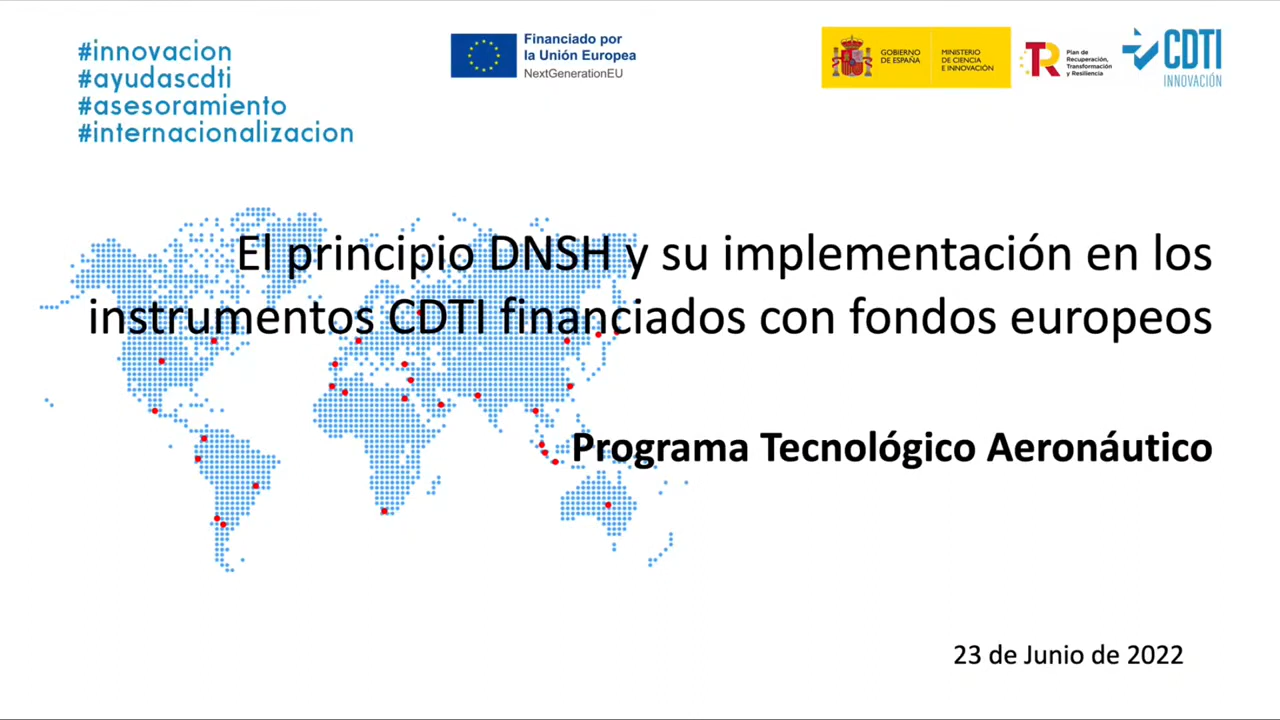 #innovacion
#ayudascdti
#asesoramiento
#internacionalizacion
Financiado por
la Unión Europea
NextGenerationEU
GOBIERNO
DE ESPAÑA
MINISTERIO
DE CIENCIA
E INNOVACIÓN
TR
Plan de
Recuperación,
Transformación
y Resiliencia
CDTI
INNOVACIÓN
El principio DNSH y su implementación en los
instrumentos CDTI financiados con fondos europeos
Programa Tecnológico Aeronáutico
23 de Junio de 2022